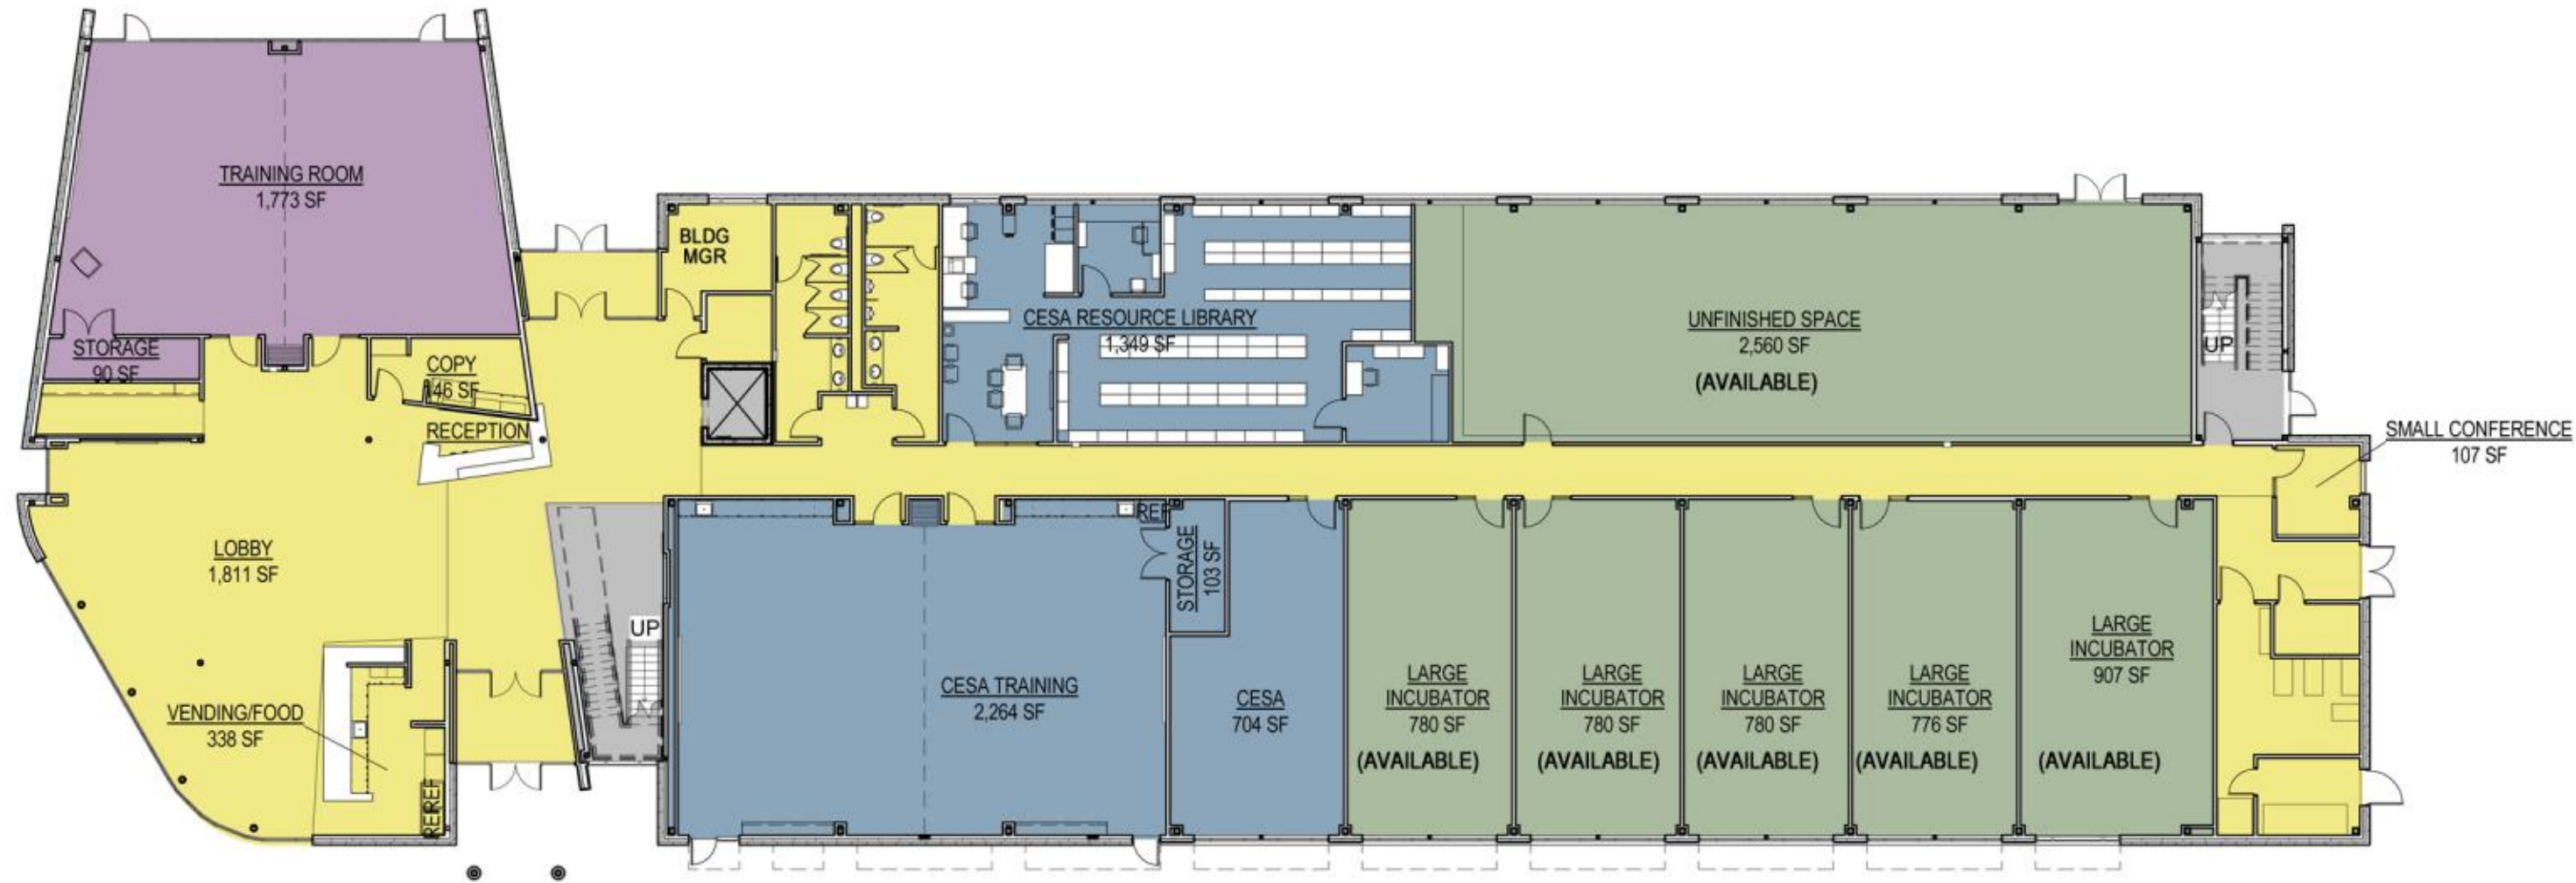 TRAINING ROOM
1,773 SF
STORAGE
90 SF
COPY
146 SF
RECEPTION
BLDG
MGR
CESA RESOURCE LIBRARY
1,349 SF
UNFINISHED SPACE
2,560 SF
(AVAILABLE)
UP
SMALL CONFERENCE
107 SF
LOBBY
1,811 SF
VENDING/FOOD
338 SF
REF
REF
UP
CESA TRAINING
2,264 SF
REF
STORAGE
103 SF
CESA
704 SF
LARGE
INCUBATOR
780 SF
(AVAILABLE)
LARGE
INCUBATOR
780 SF
(AVAILABLE)
LARGE
INCUBATOR
780 SF
(AVAILABLE)
LARGE
INCUBATOR
776 SF
(AVAILABLE)
LARGE
INCUBATOR
907 SF
(AVAILABLE)